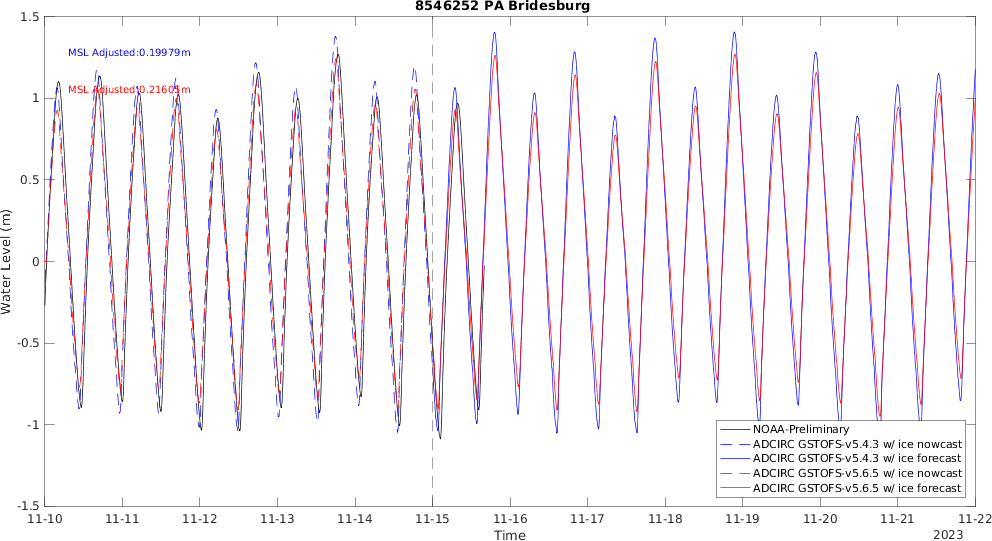 8546252 PA Bridesburg
MSL Adjusted:0.19979m
MSL Adjusted:0.21605m
1.5
1
0.5
0
-0.5
-1
-1.5
Water Level (m)
NOAA-Preliminary
ADCIRC GSTOFS-v5.4.3 w/ ice nowcast
ADCIRC GSTOFS-v5.4.3 w/ ice forecast
ADCIRC GSTOFS-v5.6.5 w/ ice nowcast
ADCIRC GSTOFS-v5.6.5 w/ ice forecast
11-10 11-11 11-12 11-13 11-14 11-15 11-16 11-17 11-18 11-19 11-20 11-21 11-22
Time
2023